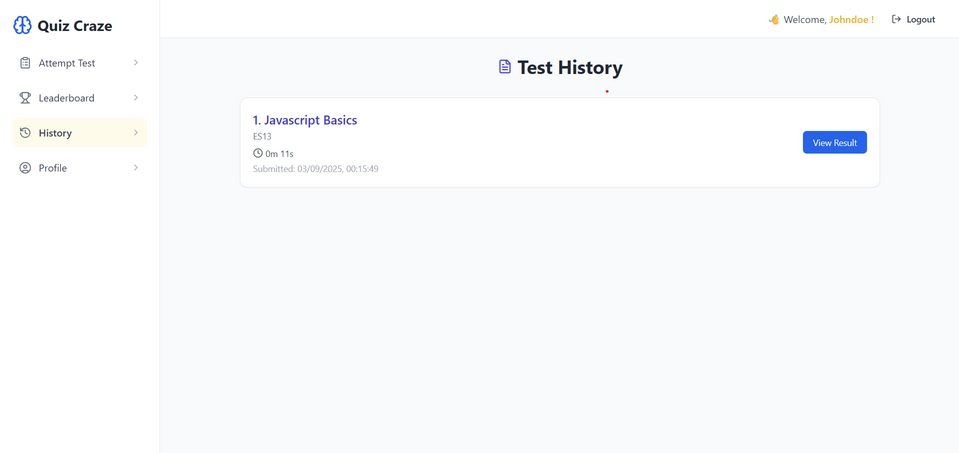 Quiz Craze
Attempt Test
Leaderboard
History
Profile
Welcome, Johndoe !
Logout
Test History
1. Javascript Basics
ES13
0m 11s
Submitted: 03/09/2025, 00:15:49
View Result